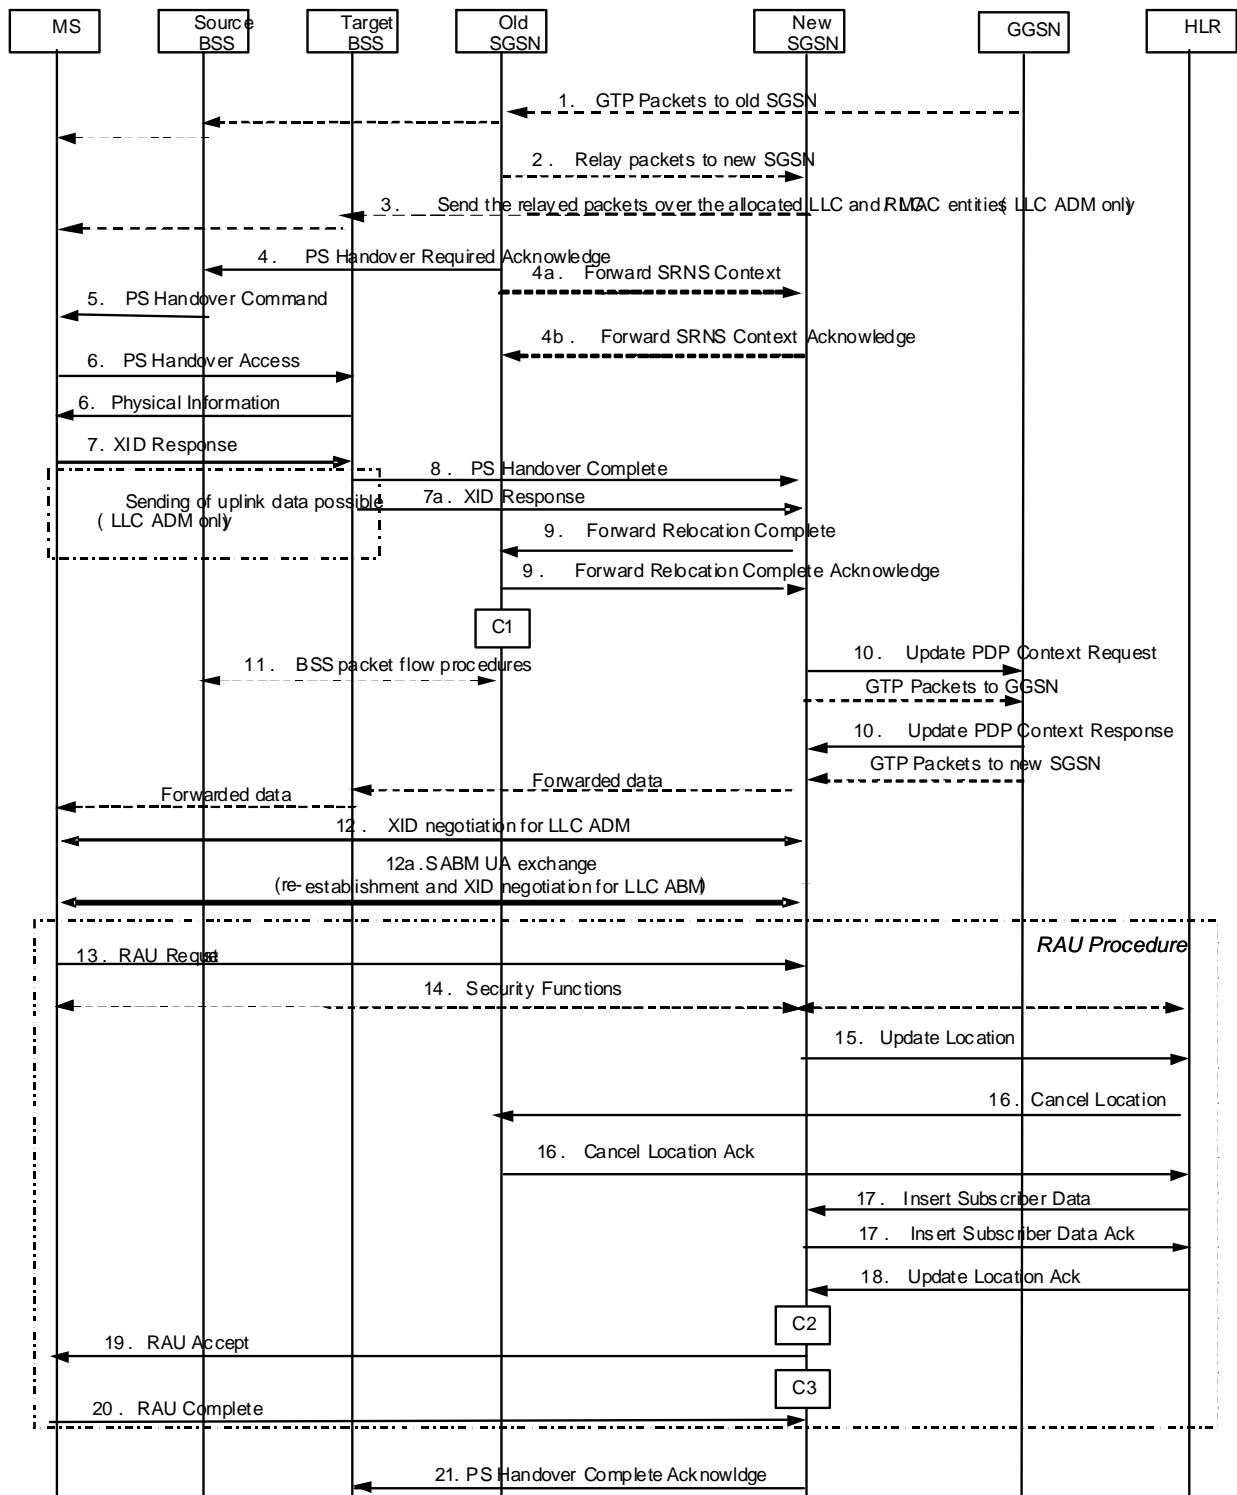 MS
Source
BSS
Target
BSS
Old
SGSN
New
SGSN
GGSN
HLR
1. GTP Packets to old SGSN
2. Relay packets to new SGSN
3. Send the relayed packets over the allocated LLC and RLC/MAC entities (LLC ADM only)
4. PS Handover Required Acknowledge
4a. Forward SRNS Context
5. PS Handover Command
4b. Forward SRNS Context Acknowledge
6. PS Handover Access
6. Physical Information
7. XID Response
8. PS Handover Complete
Sending of uplink data possible
(LLC ADM only)
7a. XID Response
9. Forward Relocation Complete
9. Forward Relocation Complete Acknowledge
C1
11. BSS packet flow procedures
10. Update PDP Context Request
GTP Packets to GGSN
10. Update PDP Context Response
GTP Packets to new SGSN
Forwarded data
Forwarded data
12. XID negotiation for LLC ADM
12a. SABM UA exchange
(re-establishment and XID negotiation for LLC ABM)
RAU Procedure
13. RAU Request
14. Security Functions
15. Update Location
16. Cancel Location
16. Cancel Location Ack
17. Insert Subscriber Data
17. Insert Subscriber Data Ack
18. Update Location Ack
C2
19. RAU Accept
C3
20. RAU Complete
21. PS Handover Complete Acknowldge